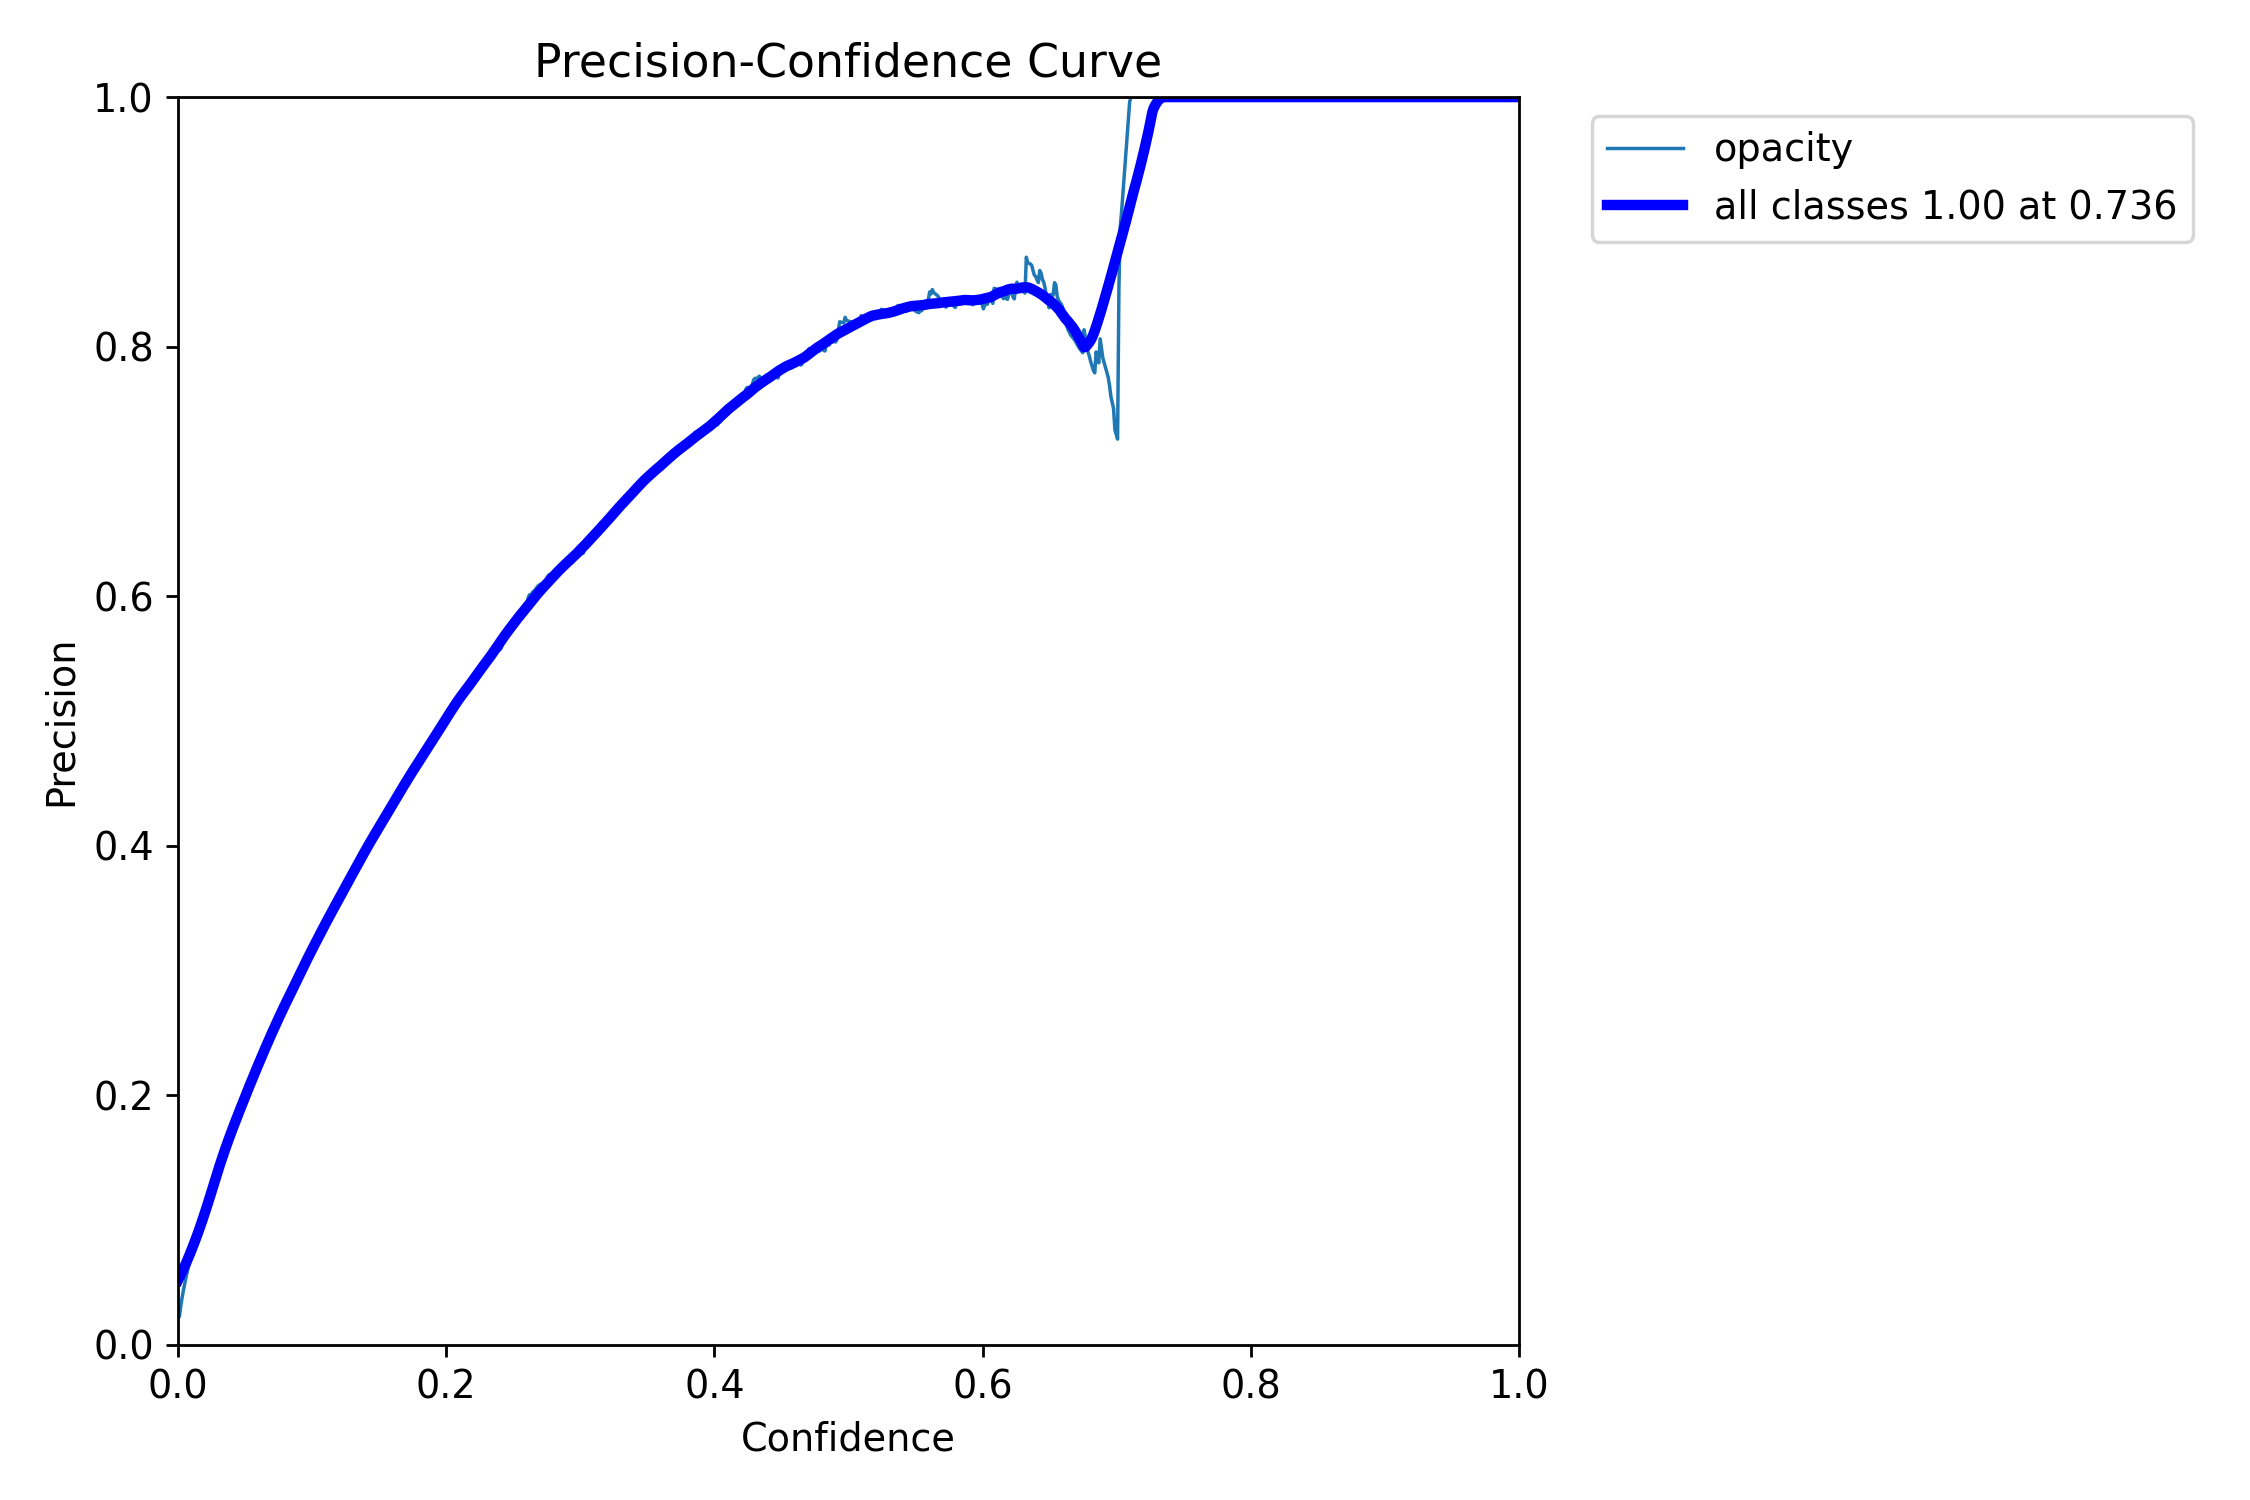 Precision-Confidence Curve
opacity
all classes 1.00 at 0.736
Precision
1.0
0.8
0.6
0.4
0.2
0.0
0.0 0.2 0.4 0.6 0.8 1.0
Confidence